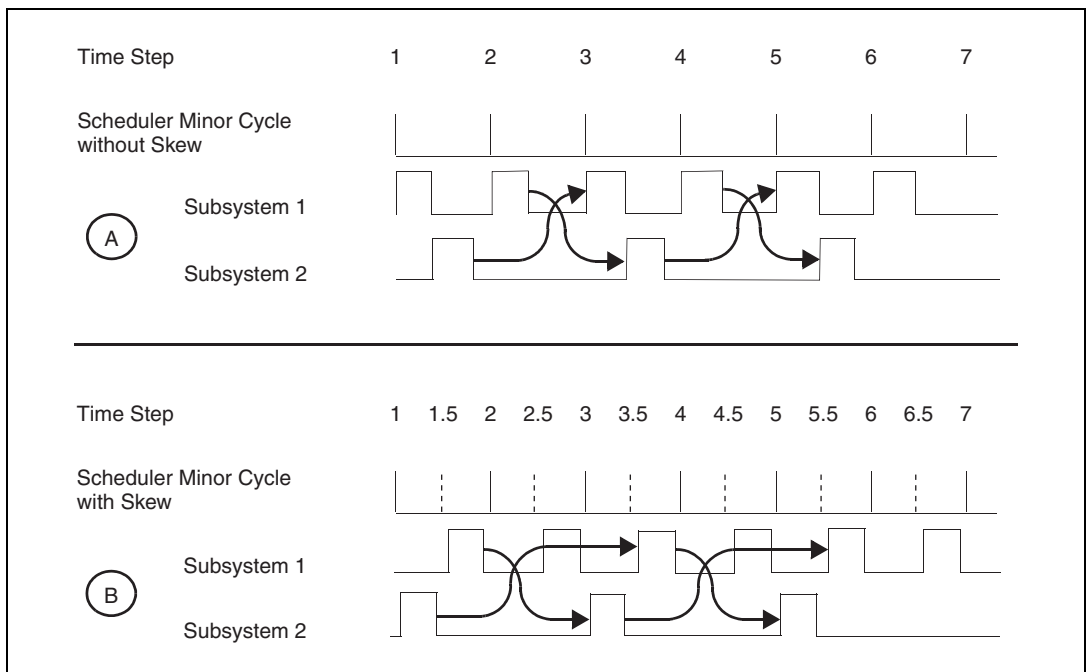 Time Step 1 2 3 4 5 6 7
Scheduler Minor Cycle
without Skew
Subsystem 1
A
Subsystem 2
Time Step 1 1.5 2 2.5 3 3.5 4 4.5 5 5.5 6 6.5 7
Scheduler Minor Cycle
with Skew
Subsystem 1
B
Subsystem 2